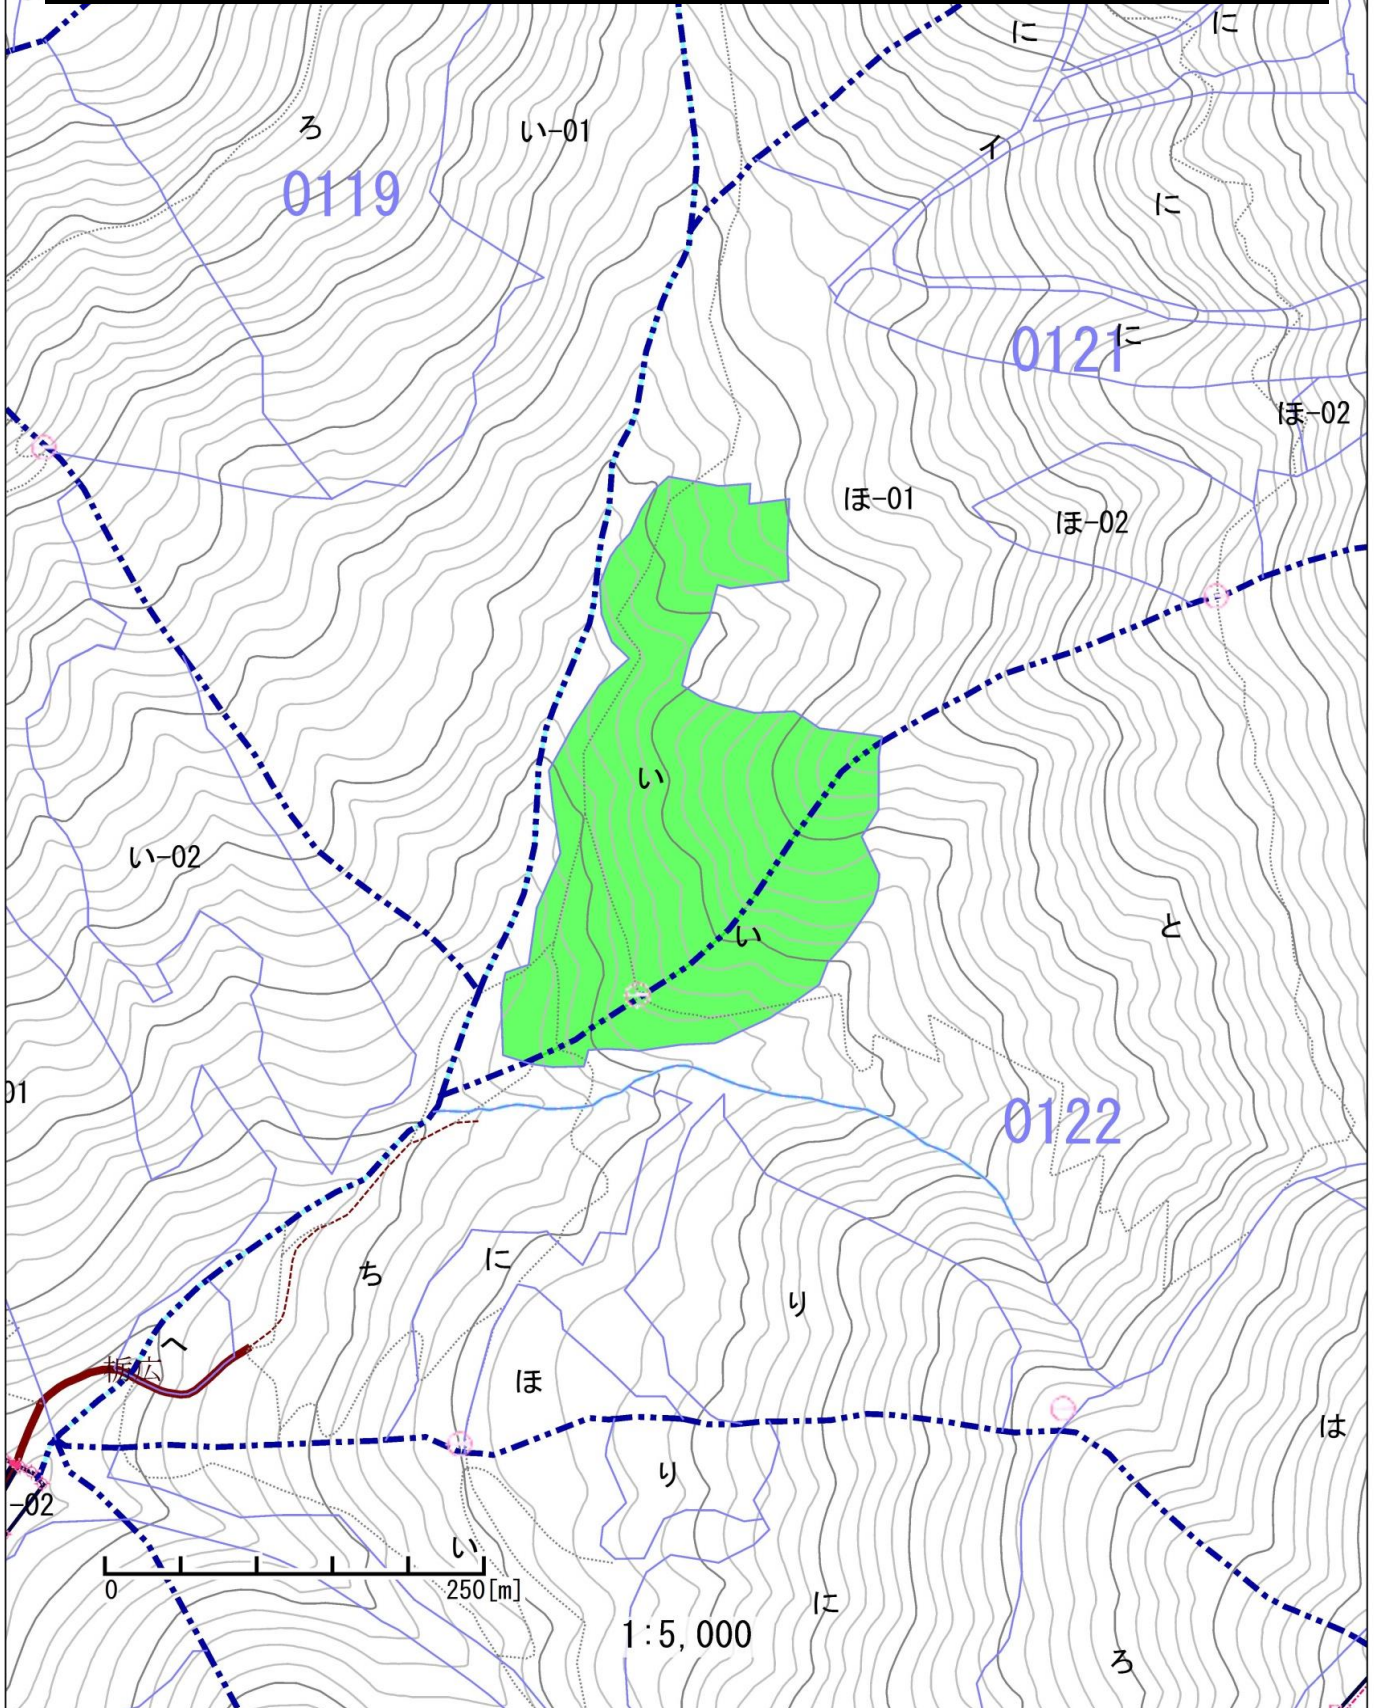 に
に
ろ
い-01
イ
0119
に
0121
に
ほ-02
ほ-01
ほ-02
い
い-02
と
い
01
0122
に
ち
り
へ
栃広
ほ
は
り
-02
い
0
250[m]
に
1:5,000
ろ